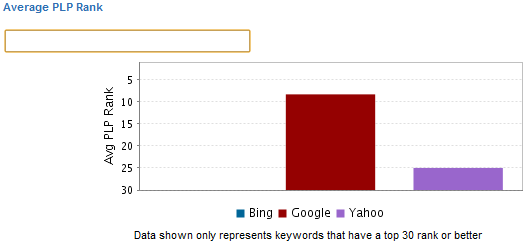 Average PLP Rank
Avg PLP Rank
5
10
15
20
25
30
Bing Google Yahoo
Data shown only represents keywords that have a top 30 rank or better